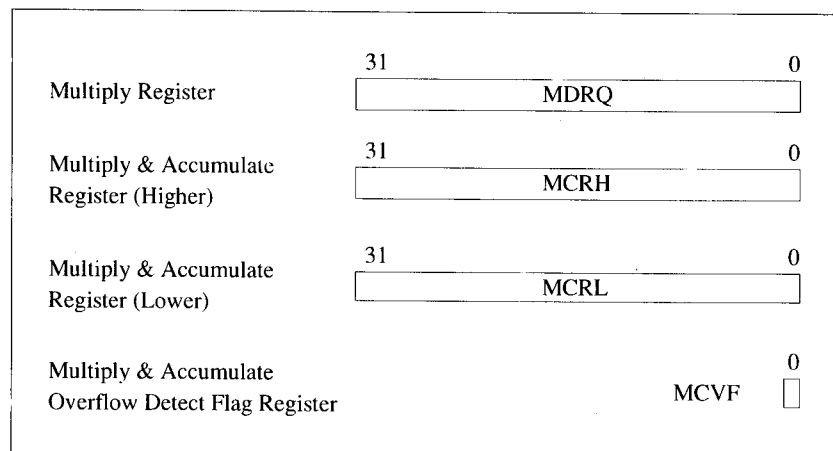 31 0
Multiply Register MDRQ
31 0
Multiply & Accumulate
Register (Higher) MCRH
31 0
Multiply & Accumulate
Register (Lower) MCRL
0
Multiply & Accumulate
Overflow Detect Flag Register MCVF